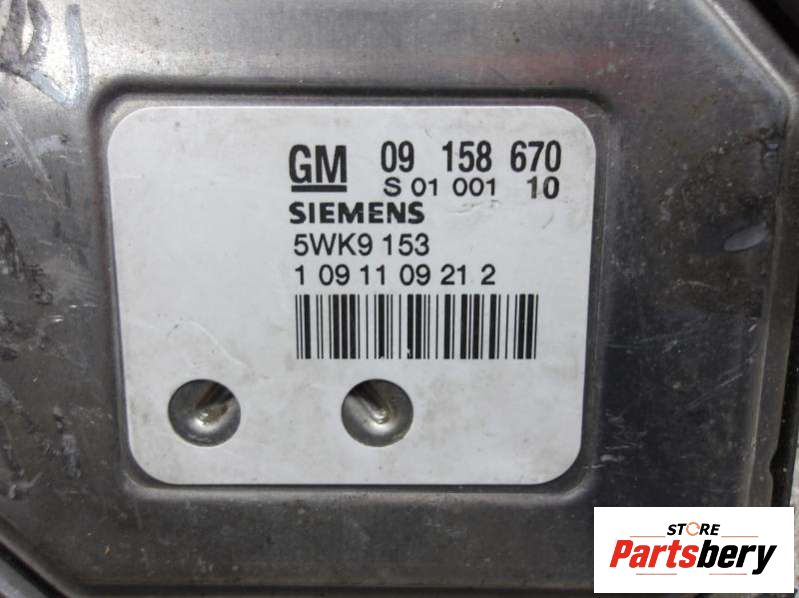 GM 09 158 670
S 01 001 10
SIEMENS
5WK9 153
1 09 11 09 21 2
STORE
Partsbery